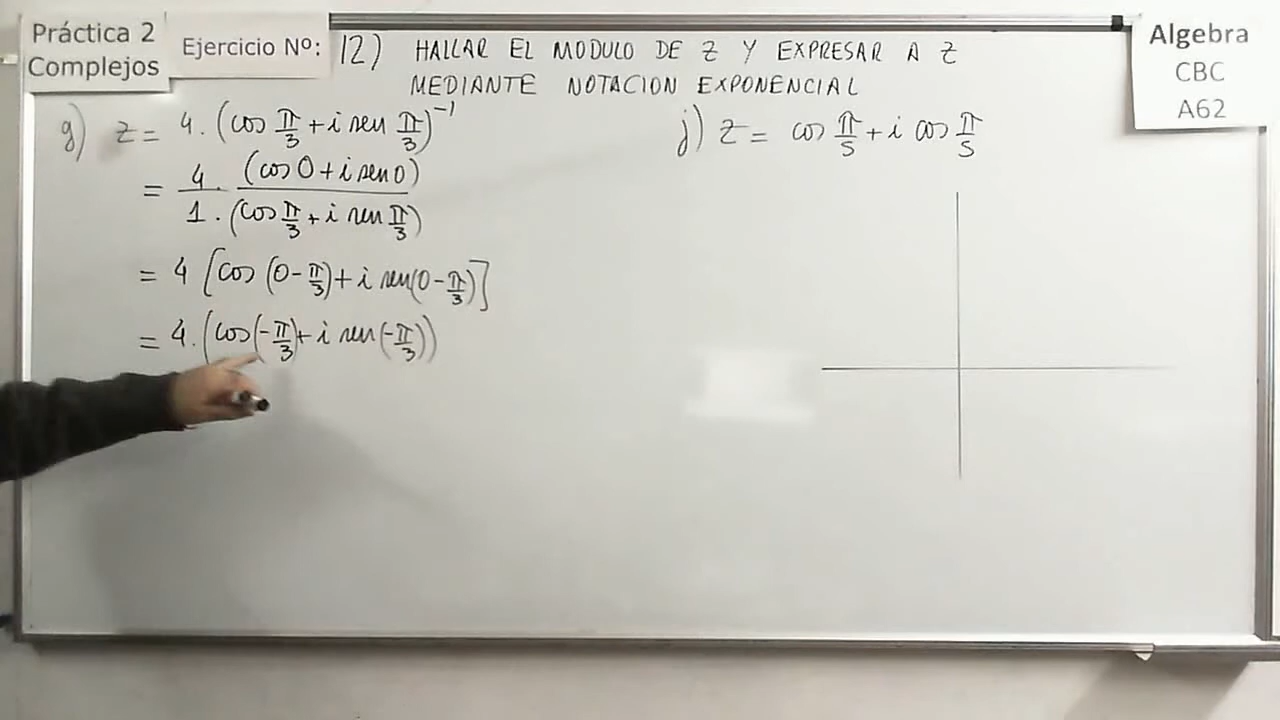 Práctica 2
Complejos
Ejercicio Nº: 12) HALLAR EL MODULO DE Z Y EXPRESAR A Z
MEDIANTE NOTACION EXPONENCIAL
Algebra
CBC
A62
g) z = 4 . (cos π/3 + i sen π/3)^-1
= 4/1 . (cos 0 + i sen 0)/(cos π/3 + i sen π/3)
= 4 [cos (0 - π/3) + i sen (0 - π/3)]
= 4 . (cos(-π/3) + i sen(-π/3))
j) z = cos π/5 + i cos π/5